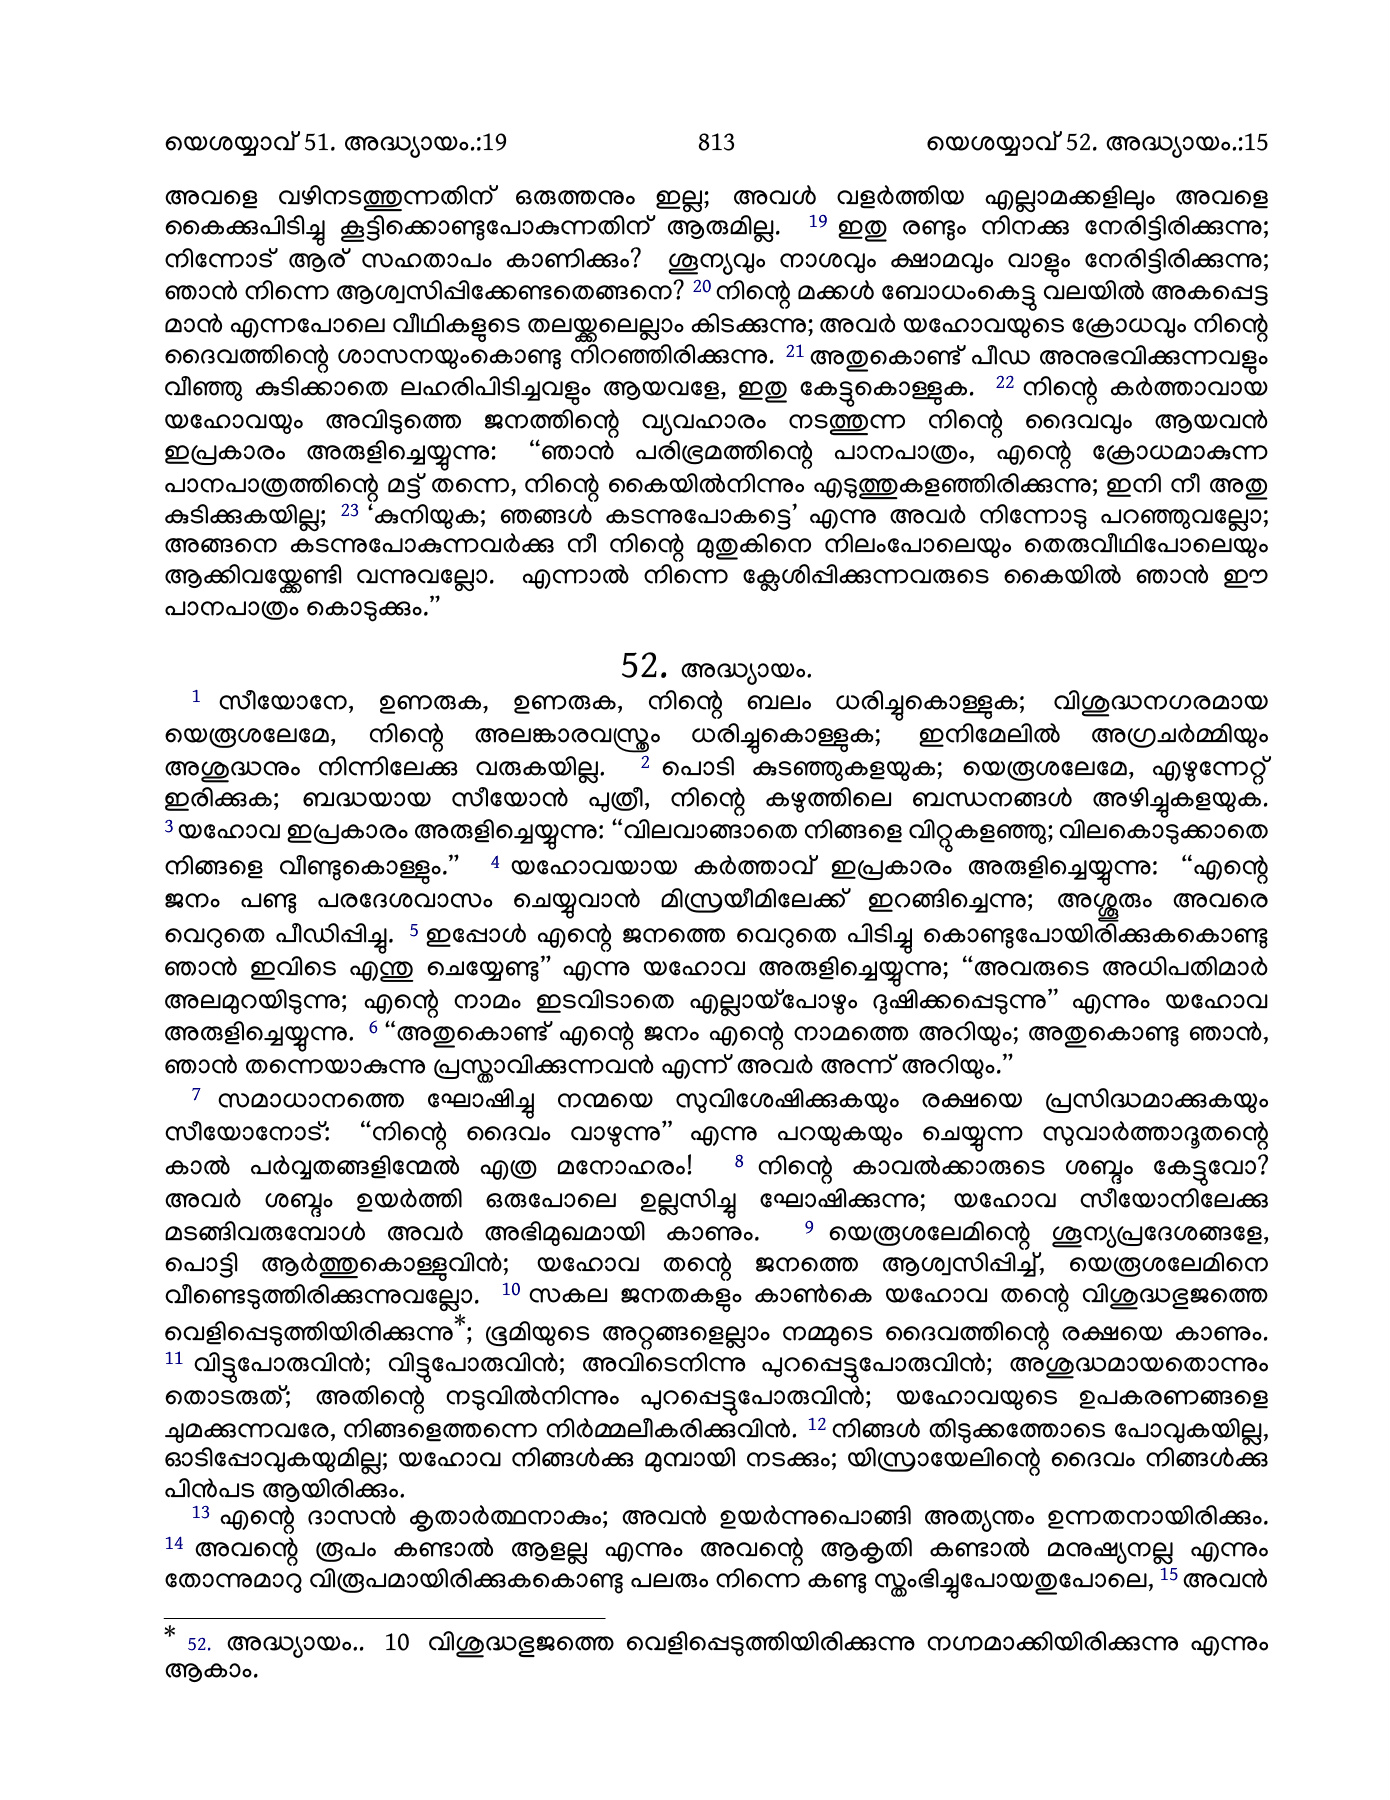 യെശയ്യാവ് 51. അദ്ധ്യായം.:19 813 യെശയ്യാവ് 52. അദ്ധ്യായം.:15
അവളെ വഴിനടത്തുന്നതിന് ഒരുത്തനും ഇല്ല; അവൾ വളർത്തിയ എല്ലാമക്കളിലും അവളെ
കൈക്കുപിടിച്ചു കൂട്ടിക്കൊണ്ടുപോകുന്നതിന് ആരുമില്ല. 19 ഇതു രണ്ടും നിനക്കു നേരിട്ടിരിക്കുന്നു;
നിന്നോട് ആര് സഹതാപം കാണിക്കും? ശൂന്യവും നാശവും ക്ഷാമവും വാളും നേരിട്ടിരിക്കുന്നു;
ഞാൻ നിന്നെ ആശ്വസിപ്പിക്കേണ്ടതെങ്ങനെ? 20 നിന്റെ മക്കൾ ബോധംകെട്ടു വലയിൽ അകപ്പെട്ട
മാൻ എന്നപോലെ വീഥികളുടെ തലയ്ക്കലെല്ലാം കിടക്കുന്നു; അവർ യഹോവയുടെ ക്രോധവും നിന്റെ
ദൈവത്തിന്റെ ശാസനയുംകൊണ്ടു നിറഞ്ഞിരിക്കുന്നു. 21 അതുകൊണ്ട് പീഡ അനുഭവിക്കുന്നവളും
വീഞ്ഞു കുടിക്കാതെ ലഹരിപിടിച്ചവളും ആയവളേ, ഇതു കേട്ടുകൊള്ളുക. 22 നിന്റെ കർത്താവായ
യഹോവയും അവിടുത്തെ ജനത്തിന്റെ വ്യവഹാരം നടത്തുന്ന നിന്റെ ദൈവവും ആയവൻ
ഇപ്രകാരം അരുളിച്ചെയ്യുന്നു: “ഞാൻ പരിഭ്രമത്തിന്റെ പാനപാത്രം, എന്റെ ക്രോധമാകുന്ന
പാനപാത്രത്തിന്റെ മട്ട് തന്നെ, നിന്റെ കൈയിൽനിന്നും എടുത്തുകളഞ്ഞിരിക്കുന്നു; ഇനി നീ അതു
കുടിക്കുകയില്ല; 23 ‘കുനിയുക; ഞങ്ങൾ കടന്നുപോകട്ടെ’ എന്നു അവർ നിന്നോടു പറഞ്ഞുവല്ലോ;
അങ്ങനെ കടന്നുപോകുന്നവർക്കു നീ നിന്റെ മുതുകിനെ നിലംപോലെയും തെരുവീഥിപോലെയും
ആക്കിവയ്ക്കേണ്ടി വന്നുവല്ലോ. എന്നാൽ നിന്നെ ക്ലേശിപ്പിക്കുന്നവരുടെ കൈയിൽ ഞാൻ ഈ
പാനപാത്രം കൊടുക്കും.”
52. അദ്ധ്യായം.
1 സീയോനേ, ഉണരുക, ഉണരുക, നിന്റെ ബലം ധരിച്ചുകൊള്ളുക; വിശുദ്ധനഗരമായ
യെരൂശലേമേ, നിന്റെ അലങ്കാരവസ്ത്രം ധരിച്ചുകൊള്ളുക; ഇനിമേലിൽ അഗ്രചർമ്മിയും
അശുദ്ധനും നിന്നിലേക്കു വരുകയില്ല. 2 പൊടി കുടഞ്ഞുകളയുക; യെരൂശലേമേ, എഴുന്നേറ്റ്
ഇരിക്കുക; ബദ്ധയായ സീയോൻ പുത്രീ, നിന്റെ കഴുത്തിലെ ബന്ധനങ്ങൾ അഴിച്ചുകളയുക.
3 യഹോവ ഇപ്രകാരം അരുളിച്ചെയ്യുന്നു: “വിലവാങ്ങാതെ നിങ്ങളെ വിറ്റുകളഞ്ഞു; വിലകൊടുക്കാതെ
നിങ്ങളെ വീണ്ടുകൊള്ളും.” 4 യഹോവയായ കർത്താവ് ഇപ്രകാരം അരുളിച്ചെയ്യുന്നു: “എന്റെ
ജനം പണ്ടു പരദേശവാസം ചെയ്യുവാൻ മിസ്രയീമിലേക്ക് ഇറങ്ങിച്ചെന്നു; അശ്ശൂരും അവരെ
വെറുതെ പീഡിപ്പിച്ചു. 5 ഇപ്പോൾ എന്റെ ജനത്തെ വെറുതെ പിടിച്ചു കൊണ്ടുപോയിരിക്കുകകൊണ്ടു
ഞാൻ ഇവിടെ എന്തു ചെയ്യേണ്ടു” എന്നു യഹോവ അരുളിച്ചെയ്യുന്നു; “അവരുടെ അധിപതിമാർ
അലമുറയിടുന്നു; എന്റെ നാമം ഇടവിടാതെ എല്ലായ്‌പോഴും ദുഷിക്കപ്പെടുന്നു” എന്നും യഹോവ
അരുളിച്ചെയ്യുന്നു. 6 “അതുകൊണ്ട് എന്റെ ജനം എന്റെ നാമത്തെ അറിയും; അതുകൊണ്ടു ഞാൻ,
ഞാൻ തന്നെയാകുന്നു പ്രസ്താവിക്കുന്നവൻ എന്ന് അവർ അന്ന് അറിയും.”
7 സമാധാനത്തെ ഘോഷിച്ചു നന്മയെ സുവിശേഷിക്കുകയും രക്ഷയെ പ്രസിദ്ധമാക്കുകയും
സീയോനോട്: “നിന്റെ ദൈവം വാഴുന്നു” എന്നു പറയുകയും ചെയ്യുന്ന സുവാർത്താദൂതന്റെ
കാൽ പർവ്വതങ്ങളിന്മേൽ എത്ര മനോഹരം! 8 നിന്റെ കാവൽക്കാരുടെ ശബ്ദം കേട്ടുവോ?
അവർ ശബ്ദം ഉയർത്തി ഒരുപോലെ ഉല്ലസിച്ചു ഘോഷിക്കുന്നു; യഹോവ സീയോനിലേക്കു
മടങ്ങിവരുമ്പോൾ അവർ അഭിമുഖമായി കാണും. 9 യെരൂശലേമിന്റെ ശൂന്യപ്രദേശങ്ങളേ,
പൊട്ടി ആർത്തുകൊള്ളുവിൻ; യഹോവ തന്റെ ജനത്തെ ആശ്വസിപ്പിച്ച്, യെരൂശലേമിനെ
വീണ്ടെടുത്തിരിക്കുന്നുവല്ലോ. 10 സകല ജനതകളും കാൺകെ യഹോവ തന്റെ വിശുദ്ധഭുജത്തെ
വെളിപ്പെടുത്തിയിരിക്കുന്നു*; ഭൂമിയുടെ അറ്റങ്ങളെല്ലാം നമ്മുടെ ദൈവത്തിന്റെ രക്ഷയെ കാണും.
11 വിട്ടുപോരുവിൻ; വിട്ടുപോരുവിൻ; അവിടെനിന്നു പുറപ്പെട്ടുപോരുവിൻ; അശുദ്ധമായതൊന്നും
തൊടരുത്; അതിന്റെ നടുവിൽനിന്നും പുറപ്പെട്ടുപോരുവിൻ; യഹോവയുടെ ഉപകരണങ്ങളെ
ചുമക്കുന്നവരേ, നിങ്ങളെത്തന്നെ നിർമ്മലീകരിക്കുവിൻ. 12 നിങ്ങൾ തിടുക്കത്തോടെ പോവുകയില്ല,
ഓടിപ്പോവുകയുമില്ല; യഹോവ നിങ്ങൾക്കു മുമ്പായി നടക്കും; യിസ്രായേലിന്റെ ദൈവം നിങ്ങൾക്കു
പിൻപട ആയിരിക്കും.
13 എന്റെ ദാസൻ കൃതാർത്ഥനാകും; അവൻ ഉയർന്നുപൊങ്ങി അത്യന്തം ഉന്നതനായിരിക്കും.
14 അവന്റെ രൂപം കണ്ടാൽ ആളല്ല എന്നും അവന്റെ ആകൃതി കണ്ടാൽ മനുഷ്യനല്ല എന്നും
തോന്നുമാറു വിരൂപമായിരിക്കുകകൊണ്ടു പലരും നിന്നെ കണ്ടു സ്തംഭിച്ചുപോയതുപോലെ, 15 അവൻ
* 52. അദ്ധ്യായം.. 10 വിശുദ്ധഭുജത്തെ വെളിപ്പെടുത്തിയിരിക്കുന്നു നഗ്നമാക്കിയിരിക്കുന്നു എന്നും
ആകാം.